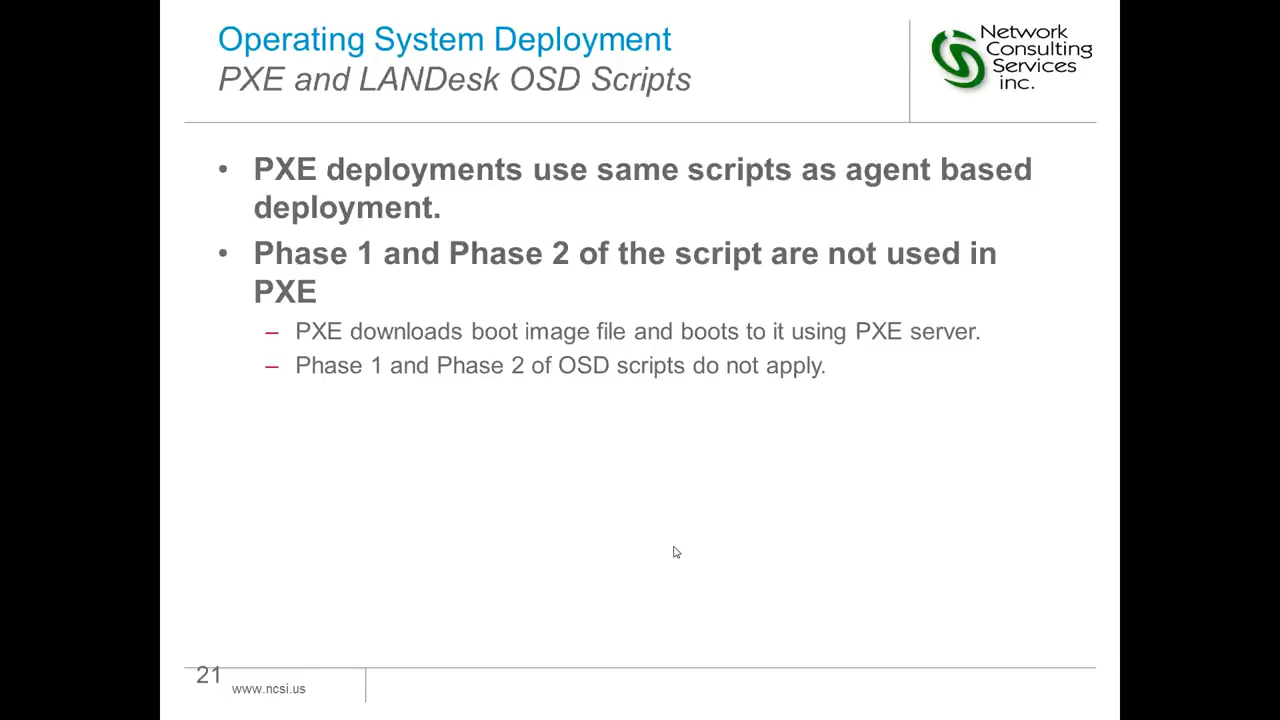 Operating System Deployment
PXE and LANDesk OSD Scripts
Network
Consulting
Services
inc.
• PXE deployments use same scripts as agent based
deployment.
• Phase 1 and Phase 2 of the script are not used in
PXE
– PXE downloads boot image file and boots to it using PXE server.
– Phase 1 and Phase 2 of OSD scripts do not apply.
21
www.ncsi.us